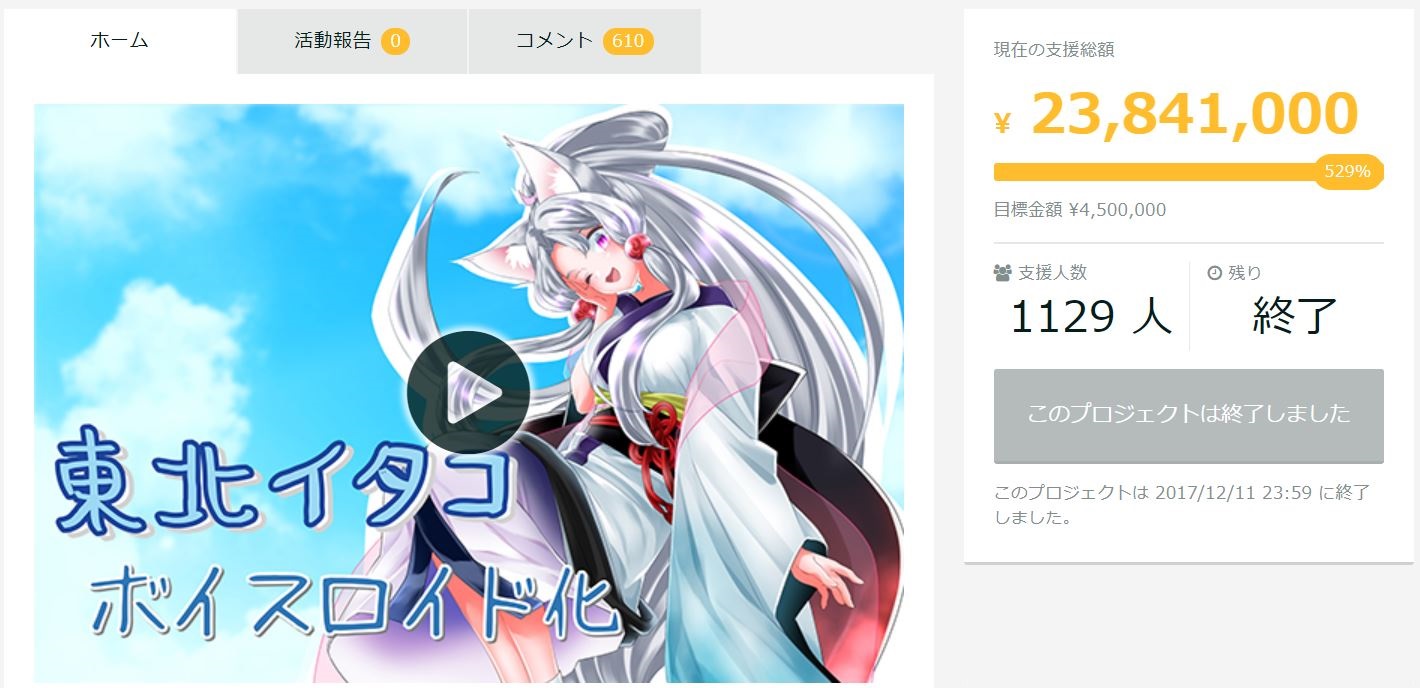 ホーム
活動報告 0
コメント 610
東北イタコ
ボイスロイド化
現在の支援総額
¥ 23,841,000
529%
目標金額 ¥4,500,000
支援人数
1129 人
残り
終了
このプロジェクトは終了しました
このプロジェクトは 2017/12/11 23:59 に終了
しました。